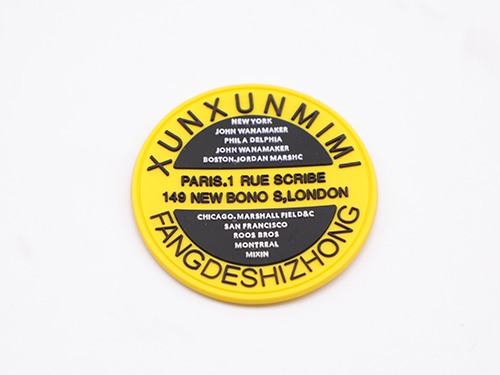 XUNXUNMIMI
NEW YORK
JOHN WANAMAKER
PHILA DELPHIA
JOHN WANAMAKER
BOSTON.JORDAN MARSHC
PARIS.1 RUE SCRIBE
149 NEW BONO S,LONDON
CHICAGO.MARSHALL FIELD&C
SAN FRANCISCO
ROOS BROS
MONTREAL
MIXIN
FANGDESHIZHONG